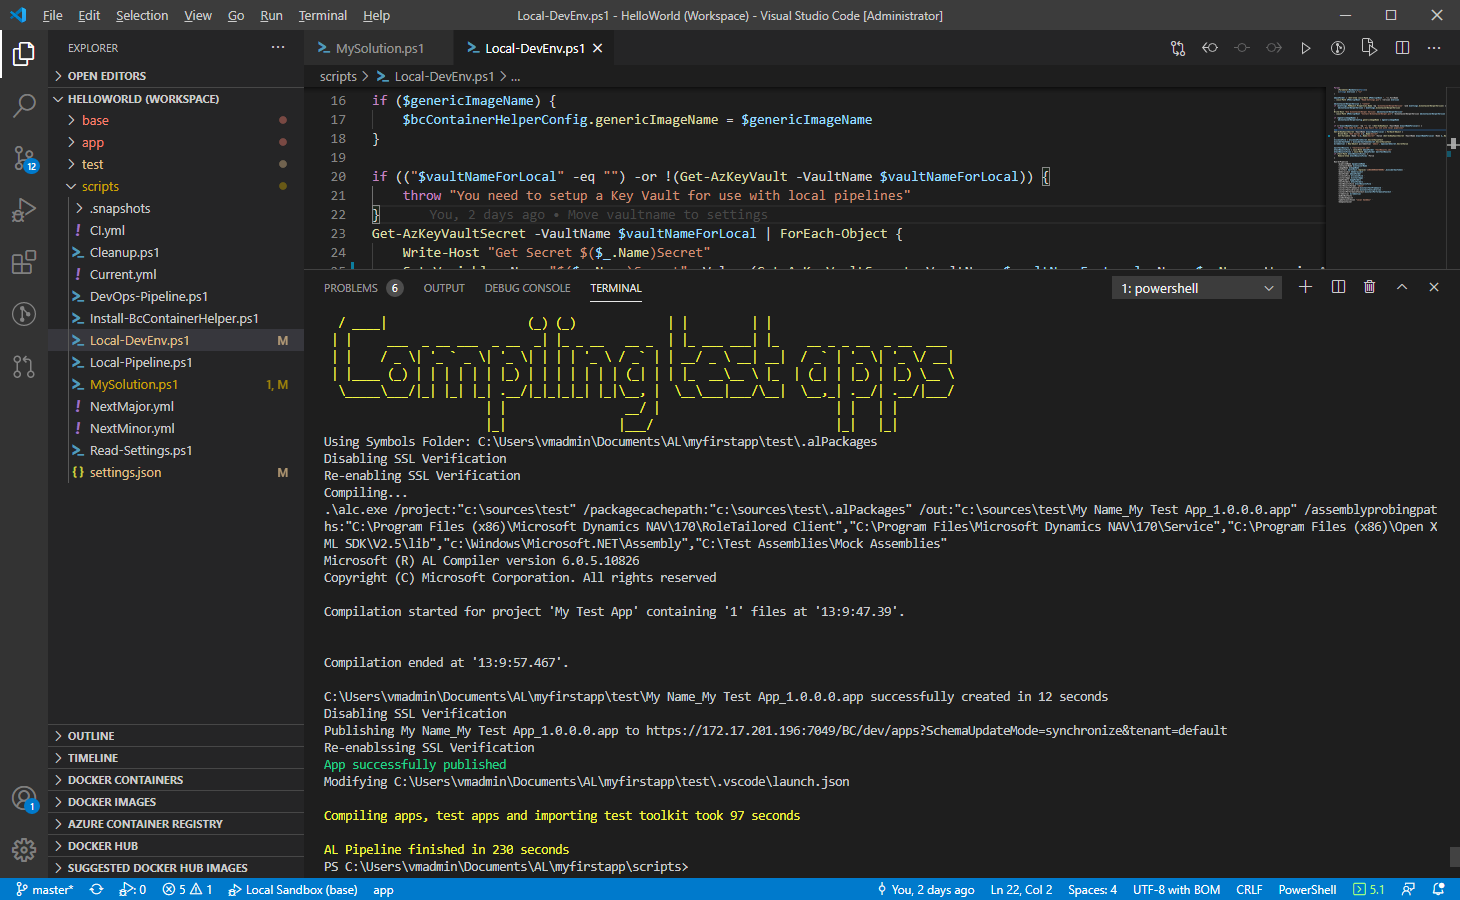 File Edit Selection View Go Run Terminal Help
Local-DevEnv.ps1 - HelloWorld (Workspace) - Visual Studio Code [Administrator]
EXPLORER
OPEN EDITORS
HELLOWORLD (WORKSPACE)
base
app
test
scripts
.snapshots
CI.yml
Cleanup.ps1
Current.yml
DevOps-Pipeline.ps1
Install-BcContainerHelper.ps1
Local-DevEnv.ps1 M
Local-Pipeline.ps1
MySolution.ps1 1, M
NextMajor.yml
NextMinor.yml
Read-Settings.ps1
settings.json M
OUTLINE
TIMELINE
DOCKER CONTAINERS
DOCKER IMAGES
AZURE CONTAINER REGISTRY
DOCKER HUB
SUGGESTED DOCKER HUB IMAGES
12
1
MySolution.ps1
Local-DevEnv.ps1
scripts > Local-DevEnv.ps1 > ...
16 if ($genericImageName) {
17 $bcContainerHelperConfig.genericImageName = $genericImageName
18 }
19
20 if (("$vaultNameForLocal" -eq "") -or !(Get-AzKeyVault -VaultName $vaultNameForLocal)) {
21 throw "You need to setup a Key Vault for use with local pipelines"
22 } You, 2 days ago • Move vaultname to settings
23 Get-AzKeyVaultSecret -VaultName $vaultNameForLocal | ForEach-Object {
24 Write-Host "Get Secret $($_.Name)Secret"
PROBLEMS 6 OUTPUT DEBUG CONSOLE TERMINAL
1: powershell
Compiling test apps
Using Symbols Folder: C:\Users\vmadmin\Documents\AL\myfirstapp\test\.alPackages
Disabling SSL Verification
Re-enabling SSL Verification
Compiling...
.\alc.exe /project:"c:\sources\test" /packagecachepath:"c:\sources\test\.alPackages" /out:"c:\sources\test\My Name_My Test App_1.0.0.0.app" /assemblyprobingpat
hs:"C:\Program Files (x86)\Microsoft Dynamics NAV\170\RoleTailored Client","C:\Program Files\Microsoft Dynamics NAV\170\Service","C:\Program Files (x86)\Open X
ML SDK\V2.5\lib","c:\Windows\Microsoft.NET\Assembly","C:\Test Assemblies\Mock Assemblies"
Microsoft (R) AL Compiler version 6.0.5.10826
Copyright (C) Microsoft Corporation. All rights reserved
Compilation started for project 'My Test App' containing '1' files at '13:9:47.39'.
Compilation ended at '13:9:57.467'.
C:\Users\vmadmin\Documents\AL\myfirstapp\test\My Name_My Test App_1.0.0.0.app successfully created in 12 seconds
Disabling SSL Verification
Publishing My Name_My Test App_1.0.0.0.app to https://172.17.201.196:7049/BC/dev/apps?SchemaUpdateMode=synchronize&tenant=default
Re-enablssing SSL Verification
App successfully published
Modifying C:\Users\vmadmin\Documents\AL\myfirstapp\test\.vscode\launch.json
Compiling apps, test apps and importing test toolkit took 97 seconds
AL Pipeline finished in 230 seconds
PS C:\Users\vmadmin\Documents\AL\myfirstapp\scripts>
master* 0 5 1 Local Sandbox (base) app You, 2 days ago Ln 22, Col 2 Spaces: 4 UTF-8 with BOM CRLF PowerShell 5.1